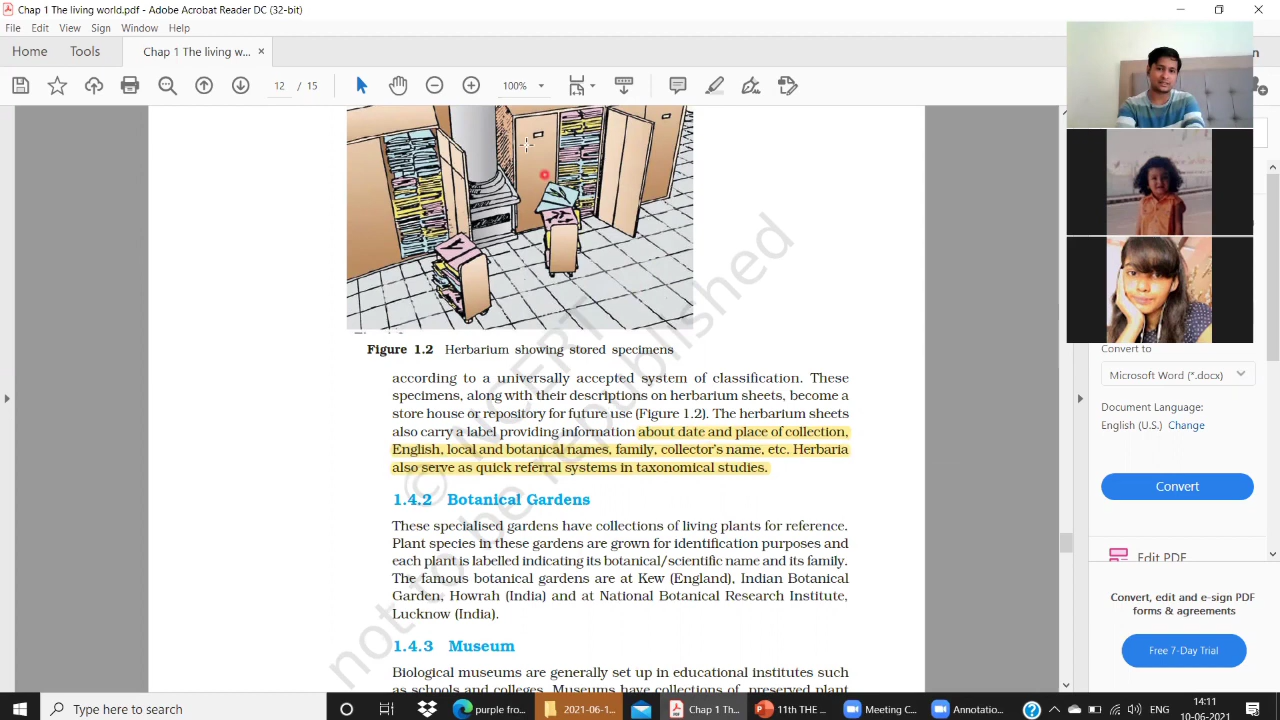 Chap 1 The living world.pdf - Adobe Acrobat Reader DC (32-bit)
File Edit View Sign Window Help
Home Tools Chap 1 The living w... ×
12 / 15 100%
Figure 1.2 Herbarium showing stored specimens
according to a universally accepted system of classification. These
specimens, along with their descriptions on herbarium sheets, become a
store house or repository for future use (Figure 1.2). The herbarium sheets
also carry a label providing information about date and place of collection,
English, local and botanical names, family, collector's name, etc. Herbaria
also serve as quick referral systems in taxonomical studies.
1.4.2 Botanical Gardens
These specialised gardens have collections of living plants for reference.
Plant species in these gardens are grown for identification purposes and
each plant is labelled indicating its botanical/scientific name and its family.
The famous botanical gardens are at Kew (England), Indian Botanical
Garden, Howrah (India) and at National Botanical Research Institute,
Lucknow (India).
1.4.3 Museum
Biological museums are generally set up in educational institutes such
as schools and colleges. Museums have collections of preserved plant
© NCERT
not to be republished
Convert to
Microsoft Word (*.docx)
Document Language:
English (U.S.) Change
Convert
Edit PDF
Convert, edit and e-sign PDF
forms & agreements
Free 7-Day Trial
Type here to search
purple fro...
2021-06-1...
Chap 1 Th...
11th THE ...
Meeting C...
Annotatio...
ENG
14:11
10-06-2021